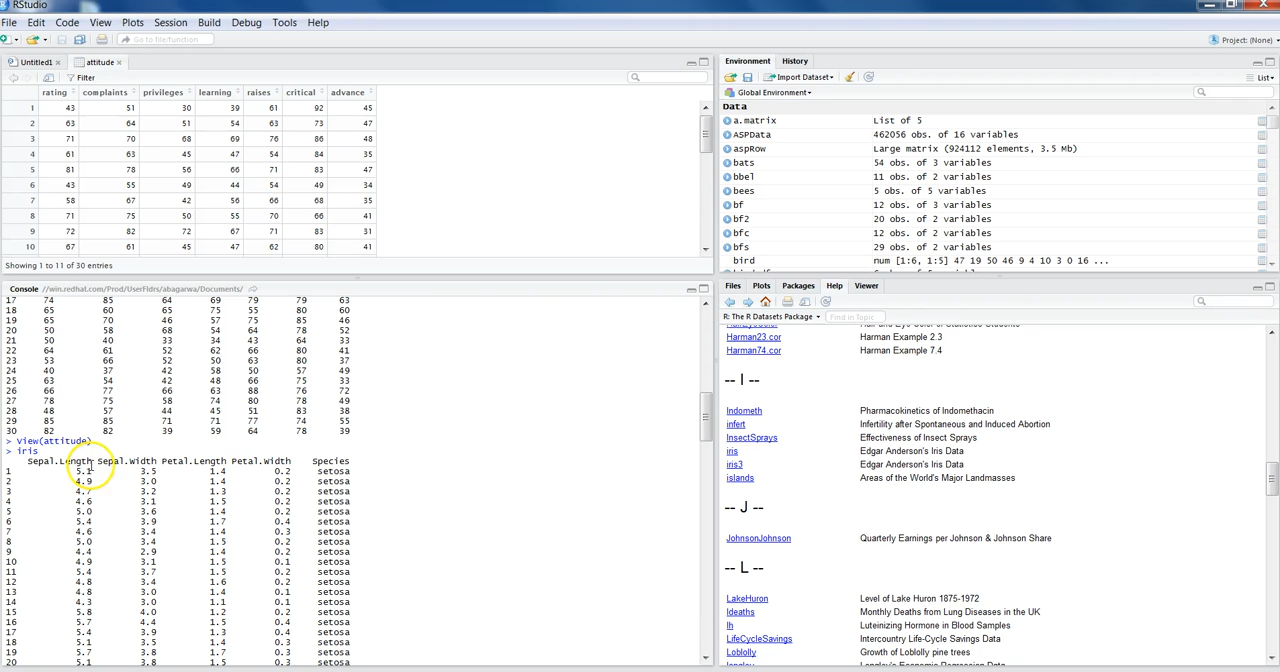 RStudio
File Edit Code View Plots Session Build Debug Tools Help
Go to file/function
Project: (None)
Untitled1 attitude
Filter
rating complaints privileges learning raises critical advance
1 43 51 30 39 61 92 45
2 63 64 51 54 63 73 47
3 71 70 68 69 76 86 48
4 61 63 45 47 54 84 35
5 81 78 56 66 71 83 47
6 43 55 49 44 54 49 34
7 58 67 42 56 66 68 35
8 71 75 50 55 70 66 41
9 72 82 72 67 71 83 31
10 67 61 45 47 62 80 41
Showing 1 to 11 of 30 entries
Console //win.redhat.com/Prod/UserFldrs/abagarwa/Documents/
17 74 85 64 69 79 79 63
18 65 60 65 75 55 80 60
19 65 70 46 57 75 85 46
20 50 58 68 54 64 78 52
21 50 40 33 34 43 64 33
22 64 61 52 62 66 80 41
23 53 66 52 50 63 80 37
24 40 37 42 58 50 57 49
25 63 54 42 48 66 75 33
26 66 77 66 63 88 76 72
27 78 75 58 74 80 78 49
28 48 57 44 45 51 83 38
29 85 85 71 71 77 74 55
30 82 82 39 59 64 78 39
> View(attitude)
> iris
Sepal.Length Sepal.Width Petal.Length Petal.Width Species
1 5.1 3.5 1.4 0.2 setosa
2 4.9 3.0 1.4 0.2 setosa
3 4.7 3.2 1.3 0.2 setosa
4 4.6 3.1 1.5 0.2 setosa
5 5.0 3.6 1.4 0.2 setosa
6 5.4 3.9 1.7 0.4 setosa
7 4.6 3.4 1.4 0.3 setosa
8 5.0 3.4 1.5 0.2 setosa
9 4.4 2.9 1.4 0.2 setosa
10 4.9 3.1 1.5 0.1 setosa
11 5.4 3.7 1.5 0.2 setosa
12 4.8 3.4 1.6 0.2 setosa
13 4.8 3.0 1.4 0.1 setosa
14 4.3 3.0 1.1 0.1 setosa
15 5.8 4.0 1.2 0.2 setosa
16 5.7 4.4 1.5 0.4 setosa
17 5.4 3.9 1.3 0.4 setosa
18 5.1 3.5 1.4 0.3 setosa
19 5.7 3.8 1.7 0.3 setosa
20 5.1 3.8 1.5 0.3 setosa
Environment History
Import Dataset List
Global Environment
Data
a.matrix List of 5
ASPData 462056 obs. of 16 variables
aspRow Large matrix (924112 elements, 3.5 Mb)
bats 54 obs. of 3 variables
bbel 11 obs. of 2 variables
bees 5 obs. of 5 variables
bf 12 obs. of 3 variables
bf2 20 obs. of 2 variables
bfc 12 obs. of 2 variables
bfs 29 obs. of 2 variables
bird num [1:6, 1:5] 47 19 50 46 9 4 10 3 0 16 ...
Files Plots Packages Help Viewer
R: The R Datasets Package Find in Topic
HairEyeColor Hair and Eye Color of Statistics Students
Harman23.cor Harman Example 2.3
Harman74.cor Harman Example 7.4
-- I --
Indometh Pharmacokinetics of Indomethacin
infert Infertility after Spontaneous and Induced Abortion
InsectSprays Effectiveness of Insect Sprays
iris Edgar Anderson's Iris Data
iris3 Edgar Anderson's Iris Data
islands Areas of the World's Major Landmasses
-- J --
JohnsonJohnson Quarterly Earnings per Johnson & Johnson Share
-- L --
LakeHuron Level of Lake Huron 1875-1972
ldeaths Monthly Deaths from Lung Diseases in the UK
lh Luteinizing Hormone in Blood Samples
LifeCycleSavings Intercountry Life-Cycle Savings Data
Loblolly Growth of Loblolly pine trees
longley Longley's Economic Regression Data